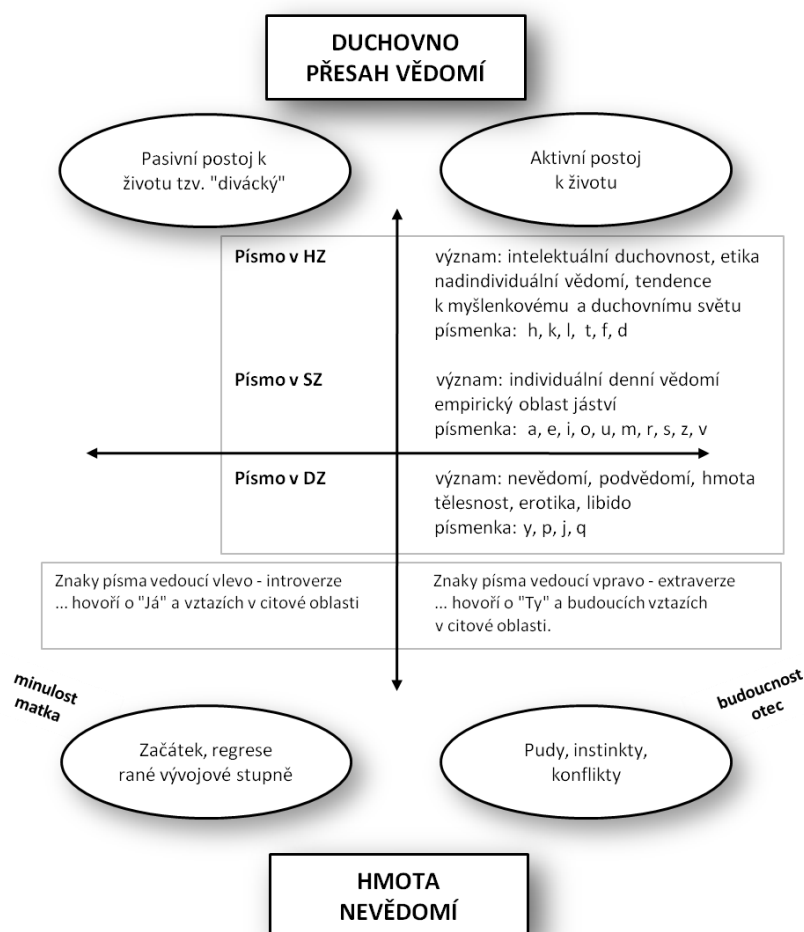 DUCHOVNO
PŘESAH VĚDOMÍ
Pasivní postoj k
životu tzv. "divácký"
Aktivní postoj
k životu
Písmo v HZ
význam: intelektuální duchovnost, etika
nadindividuální vědomí, tendence
k myšlenkovému a duchovnímu světu
písmenka: h, k, l, t, f, d
Písmo v SZ
význam: individuální denní vědomí
empirický oblast jáství
písmenka: a, e, i, o, u, m, r, s, z, v
Písmo v DZ
význam: nevědomí, podvědomí, hmota
tělesnost, erotika, libido
písmenka: y, p, j, q
Znaky písma vedoucí vlevo - introverze
... hovoří o "Já" a vztazích v citové oblasti
Znaky písma vedoucí vpravo - extraverze
... hovoří o "Ty" a budoucích vztazích
v citové oblasti.
minulost
matka
budoucnost
otec
Začátek, regrese
rané vývojové stupně
Pudy, instinkty,
konflikty
HMOTA
NEVĚDOMÍ